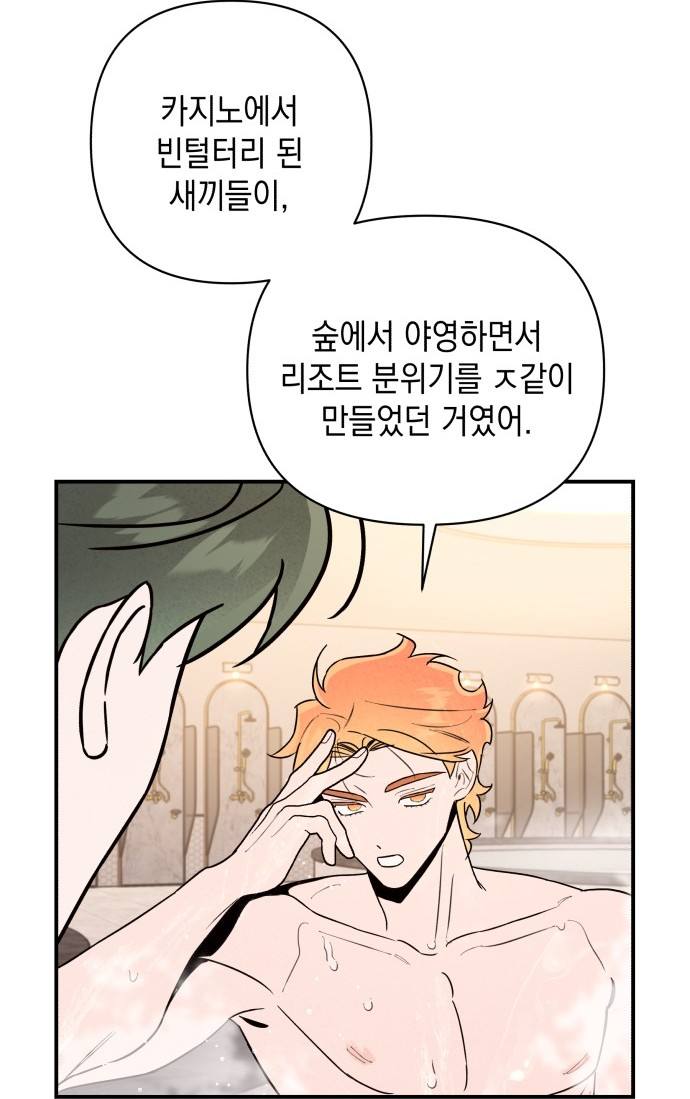 카지노에서
빈털터리 된
새끼들이,
숲에서 야영하면서
리조트 분위기를 ㅈ같이
만들었던 거였어.